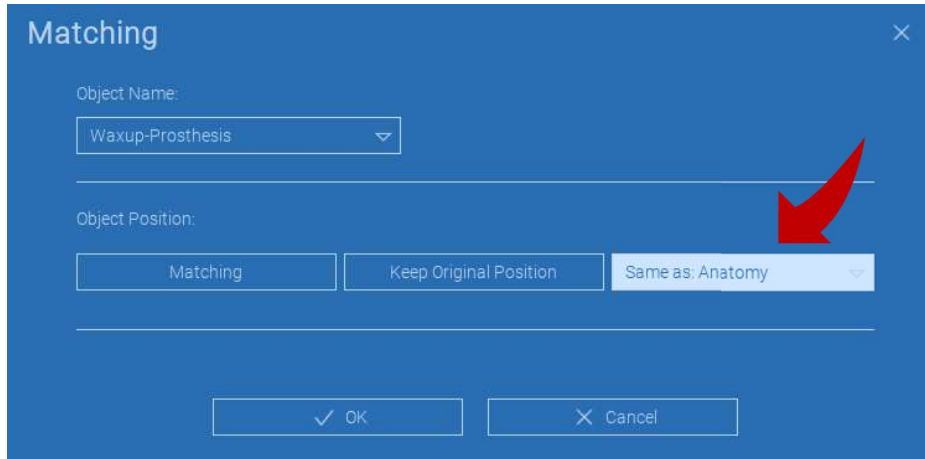 Matching
Object Name:
Waxup-Prosthesis
Object Position:
Matching
Keep Original Position
Same as: Anatomy
OK
Cancel